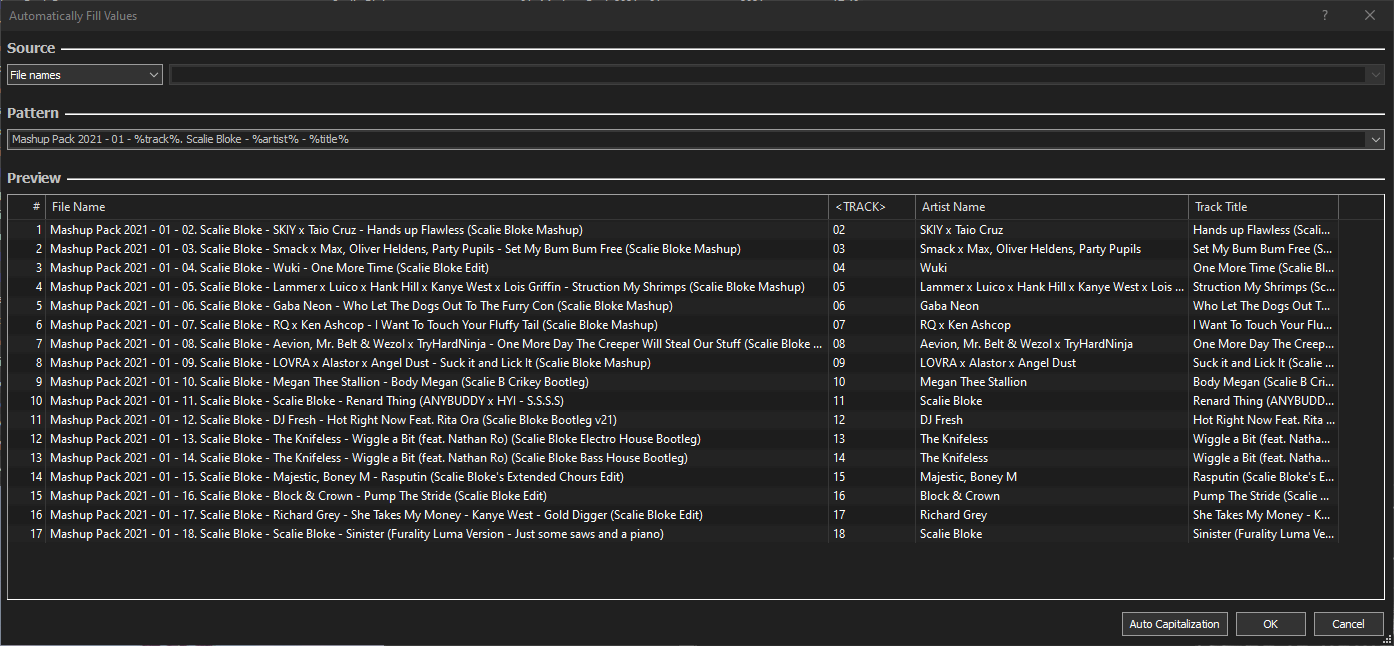 Automatically Fill Values ?
Source
File names
Pattern
Mashup Pack 2021 - 01 - %track%. Scalie Bloke - %artist% - %title%
Preview
# File Name <TRACK> Artist Name Track Title
1 Mashup Pack 2021 - 01 - 02. Scalie Bloke - SKIY x Taio Cruz - Hands up Flawless (Scalie Bloke Mashup) 02 SKIY x Taio Cruz Hands up Flawless (Scali...
2 Mashup Pack 2021 - 01 - 03. Scalie Bloke - Smack x Max, Oliver Heldens, Party Pupils - Set My Bum Bum Free (Scalie Bloke Mashup) 03 Smack x Max, Oliver Heldens, Party Pupils Set My Bum Bum Free (S...
3 Mashup Pack 2021 - 01 - 04. Scalie Bloke - Wuki - One More Time (Scalie Bloke Edit) 04 Wuki One More Time (Scalie Bl...
4 Mashup Pack 2021 - 01 - 05. Scalie Bloke - Lammer x Luico x Hank Hill x Kanye West x Lois Griffin - Struction My Shrimps (Scalie Bloke Mashup) 05 Lammer x Luico x Hank Hill x Kanye West x Lois ... Struction My Shrimps (Sc...
5 Mashup Pack 2021 - 01 - 06. Scalie Bloke - Gaba Neon - Who Let The Dogs Out To The Furry Con (Scalie Bloke Mashup) 06 Gaba Neon Who Let The Dogs Out T...
6 Mashup Pack 2021 - 01 - 07. Scalie Bloke - RQ x Ken Ashcop - I Want To Touch Your Fluffy Tail (Scalie Bloke Mashup) 07 RQ x Ken Ashcop I Want To Touch Your Flu...
7 Mashup Pack 2021 - 01 - 08. Scalie Bloke - Aevion, Mr. Belt & Wezol x TryHardNinja - One More Day The Creeper Will Steal Our Stuff (Scalie Bloke ... 08 Aevion, Mr. Belt & Wezol x TryHardNinja One More Day The Creep...
8 Mashup Pack 2021 - 01 - 09. Scalie Bloke - LOVRA x Alastor x Angel Dust - Suck it and Lick It (Scalie Bloke Mashup) 09 LOVRA x Alastor x Angel Dust Suck it and Lick It (Scalie ...
9 Mashup Pack 2021 - 01 - 10. Scalie Bloke - Megan Thee Stallion - Body Megan (Scalie B Crikey Bootleg) 10 Megan Thee Stallion Body Megan (Scalie B Cri...
10 Mashup Pack 2021 - 01 - 11. Scalie Bloke - Scalie Bloke - Renard Thing (ANYBUDDY x HYI - S.S.S.S) 11 Scalie Bloke Renard Thing (ANYBUDD...
11 Mashup Pack 2021 - 01 - 12. Scalie Bloke - DJ Fresh - Hot Right Now Feat. Rita Ora (Scalie Bloke Bootleg v21) 12 DJ Fresh Hot Right Now Feat. Rita ...
12 Mashup Pack 2021 - 01 - 13. Scalie Bloke - The Knifeless - Wiggle a Bit (feat. Nathan Ro) (Scalie Bloke Electro House Bootleg) 13 The Knifeless Wiggle a Bit (feat. Natha...
13 Mashup Pack 2021 - 01 - 14. Scalie Bloke - The Knifeless - Wiggle a Bit (feat. Nathan Ro) (Scalie Bloke Bass House Bootleg) 14 The Knifeless Wiggle a Bit (feat. Natha...
14 Mashup Pack 2021 - 01 - 15. Scalie Bloke - Majestic, Boney M - Rasputin (Scalie Bloke's Extended Chours Edit) 15 Majestic, Boney M Rasputin (Scalie Bloke's E...
15 Mashup Pack 2021 - 01 - 16. Scalie Bloke - Block & Crown - Pump The Stride (Scalie Bloke Edit) 16 Block & Crown Pump The Stride (Scalie ...
16 Mashup Pack 2021 - 01 - 17. Scalie Bloke - Richard Grey - She Takes My Money - Kanye West - Gold Digger (Scalie Bloke Edit) 17 Richard Grey She Takes My Money - K...
17 Mashup Pack 2021 - 01 - 18. Scalie Bloke - Scalie Bloke - Sinister (Furality Luma Version - Just some saws and a piano) 18 Scalie Bloke Sinister (Furality Luma Ve...
Auto Capitalization OK Cancel